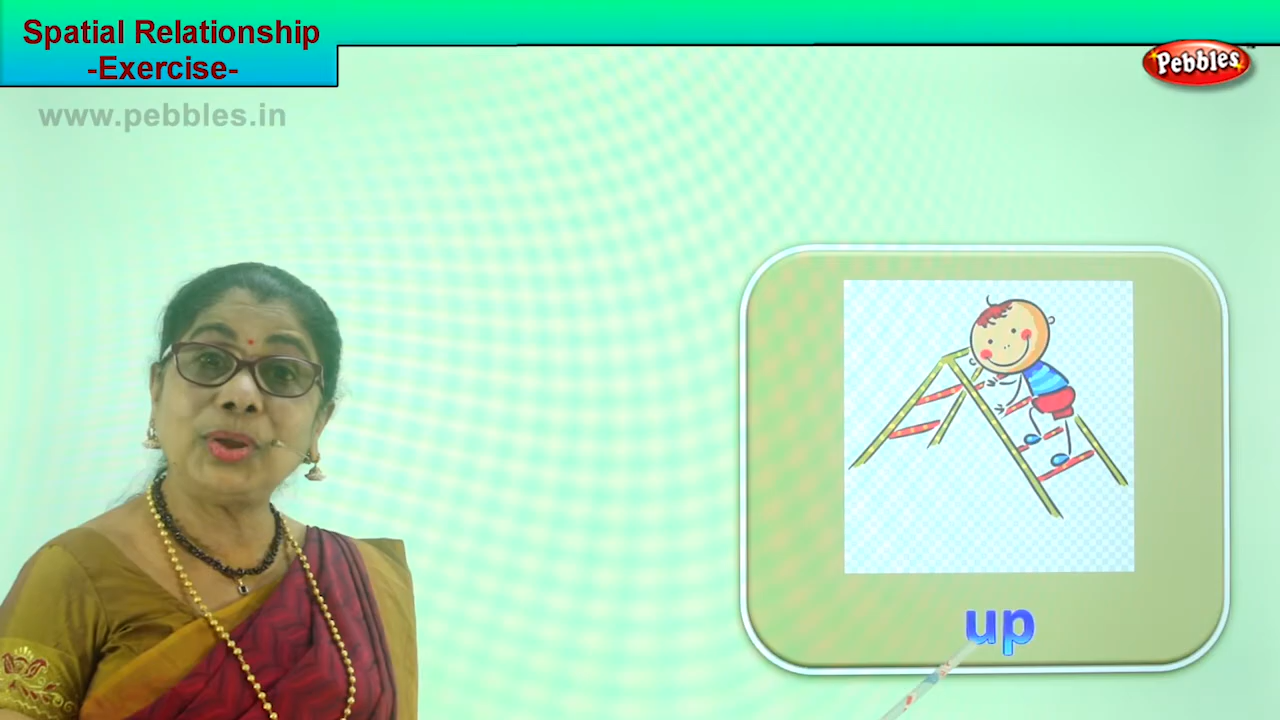 Spatial Relationship
-Exercise-
Pebbles
www.pebbles.in
up